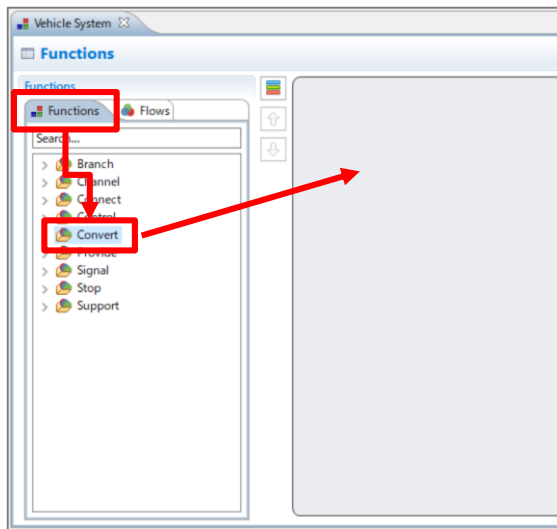 Vehicle System
Functions
Functions
Functions Flows
Search...
Branch
Channel
Connect
Control
Convert
Provide
Signal
Stop
Support